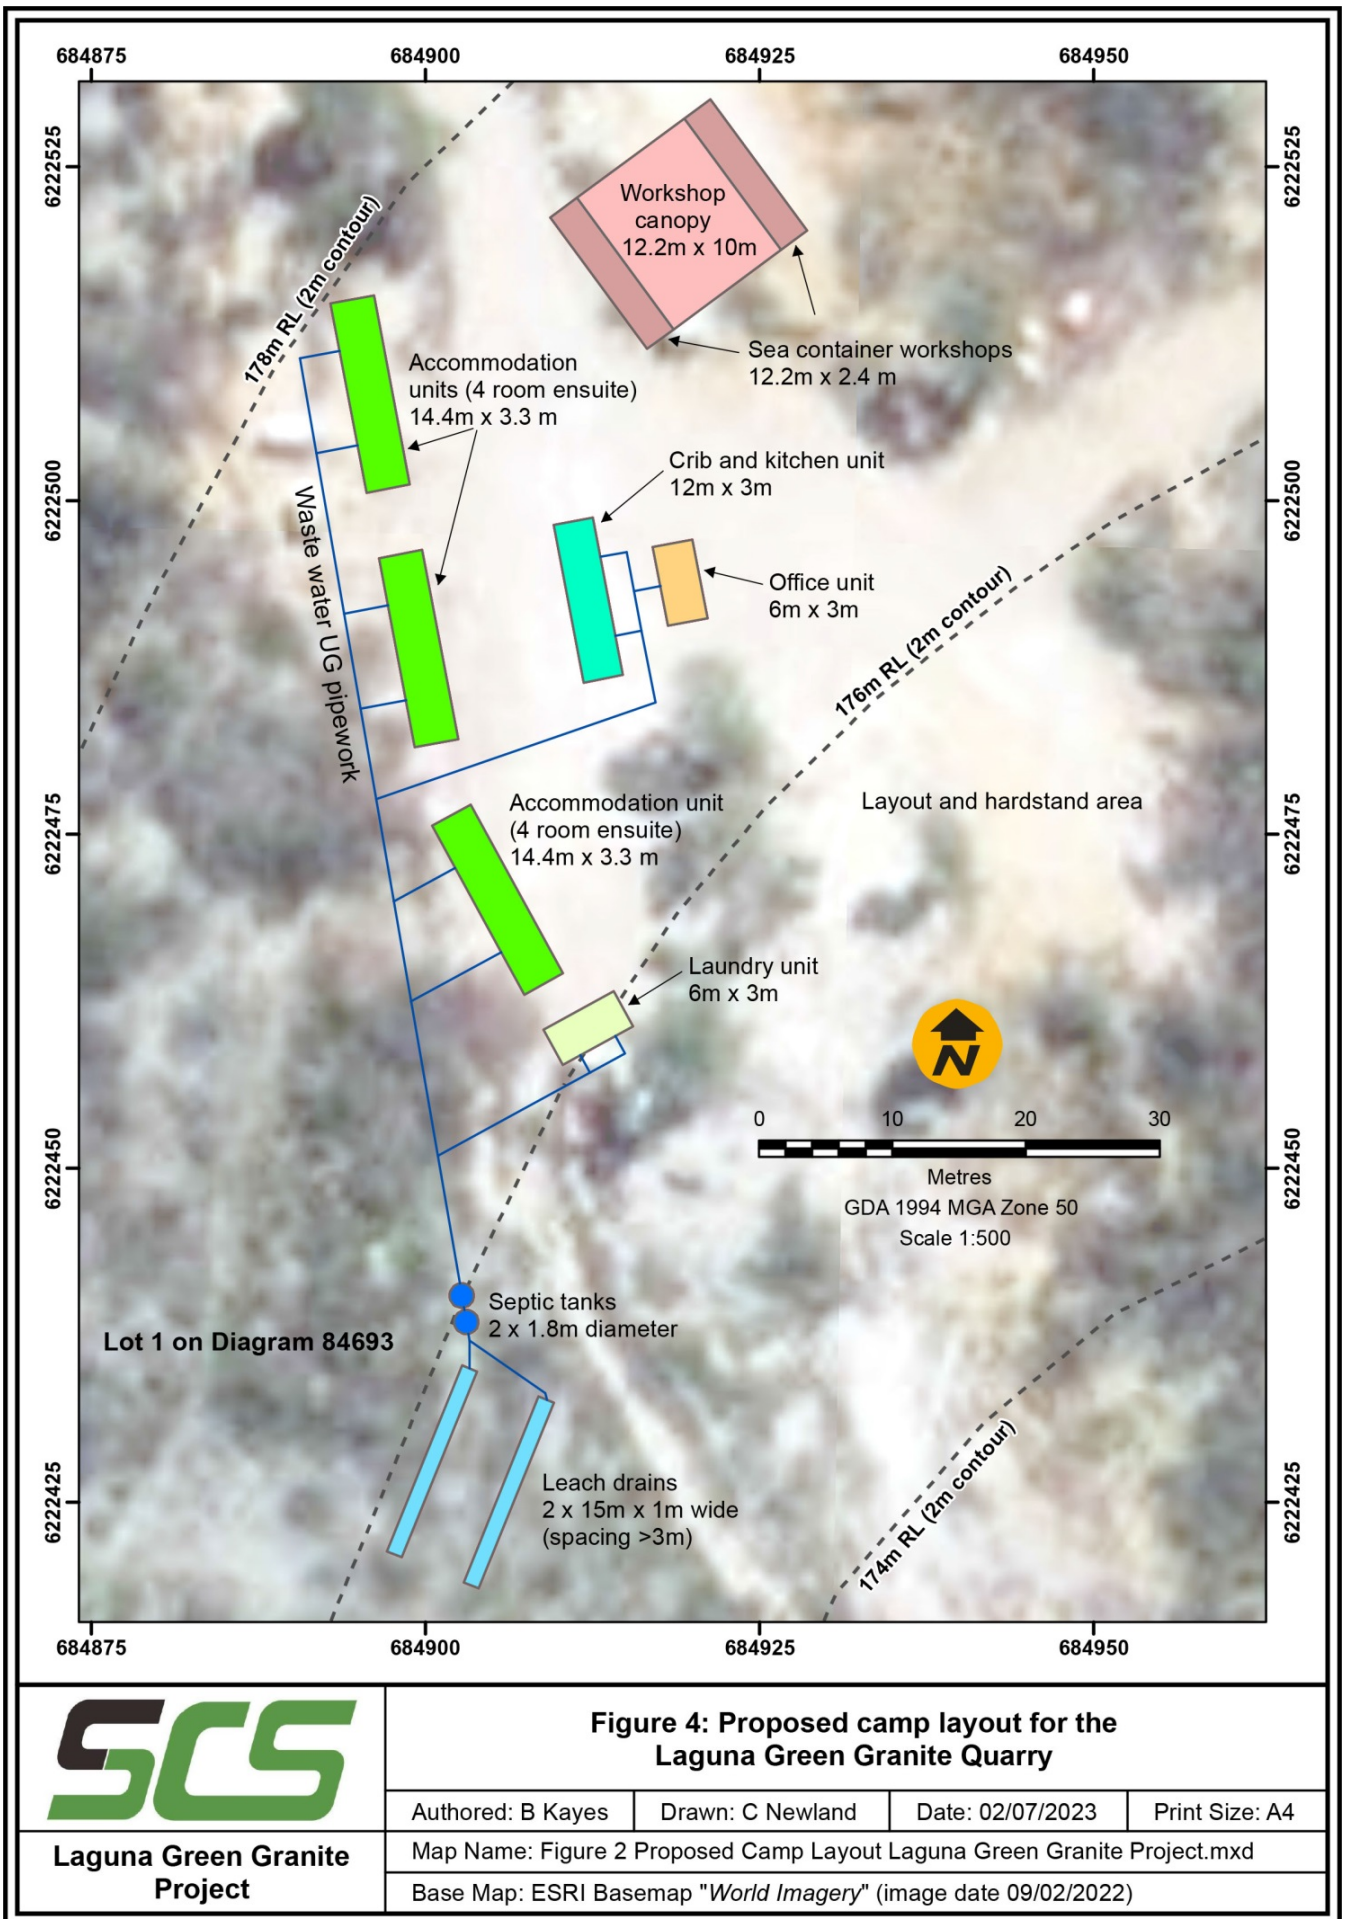 684875 684900 684925 684950
6222525 6222525
Workshop
canopy
12.2m x 10m
178m RL (2m contour)
Sea container workshops
12.2m x 2.4 m
Accommodation
units (4 room ensuite)
14.4m x 3.3 m
Crib and kitchen unit
12m x 3m
6222500 6222500
Waste water UG pipework
Office unit
6m x 3m
176m RL (2m contour)
Accommodation unit
(4 room ensuite)
14.4m x 3.3 m
Layout and hardstand area
6222475 6222475
Laundry unit
6m x 3m
N
0 10 20 30
Metres
GDA 1994 MGA Zone 50
Scale 1:500
6222450 6222450
Septic tanks
2 x 1.8m diameter
Lot 1 on Diagram 84693
Leach drains
2 x 15m x 1m wide
(spacing >3m)
174m RL (2m contour)
6222425 6222425
684875 684900 684925 684950
SCS
Laguna Green Granite
Project
Figure 4: Proposed camp layout for the
Laguna Green Granite Quarry
Authored: B Kayes Drawn: C Newland Date: 02/07/2023 Print Size: A4
Map Name: Figure 2 Proposed Camp Layout Laguna Green Granite Project.mxd
Base Map: ESRI Basemap "World Imagery" (image date 09/02/2022)